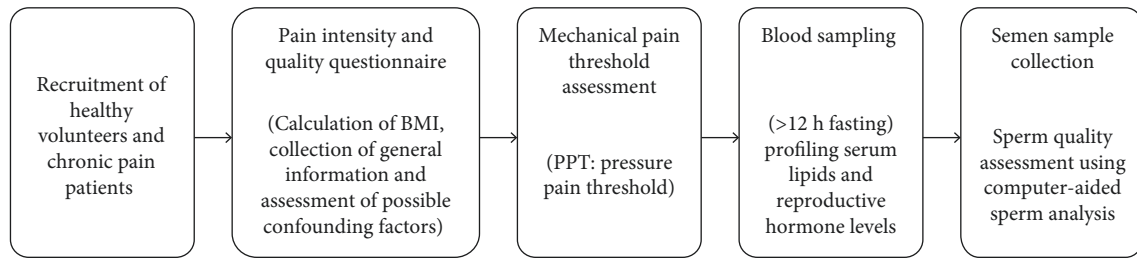 Recruitment of
healthy
volunteers and
chronic pain
patients
Pain intensity and
quality questionnaire
(Calculation of BMI,
collection of general
information and
assessment of possible
confounding factors)
Mechanical pain
threshold
assessment
(PPT: pressure
pain threshold)
Blood sampling
(>12 h fasting)
profiling serum
lipids and
reproductive
hormone levels
Semen sample
collection
Sperm quality
assessment using
computer-aided
sperm analysis